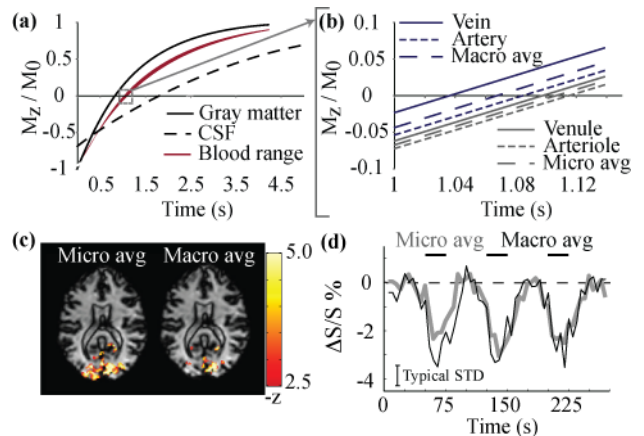 (a)
1
0.5
0
-0.5
-1
Mz / M0
Gray matter
CSF
Blood range
0.5 1.5 2.5 3.5 4.5
Time (s)
(b)
0.1
0.05
0
-0.05
-0.1
Mz / M0
Vein
Artery
Macro avg
Venule
Arteriole
Micro avg
1 1.04 1.08 1.12
Time (s)
(c)
Micro avg Macro avg
5.0
2.5
-z
(d)
Micro avg Macro avg
0
-2
-4
ΔS/S %
Typical STD
0 75 150 225
Time (s)